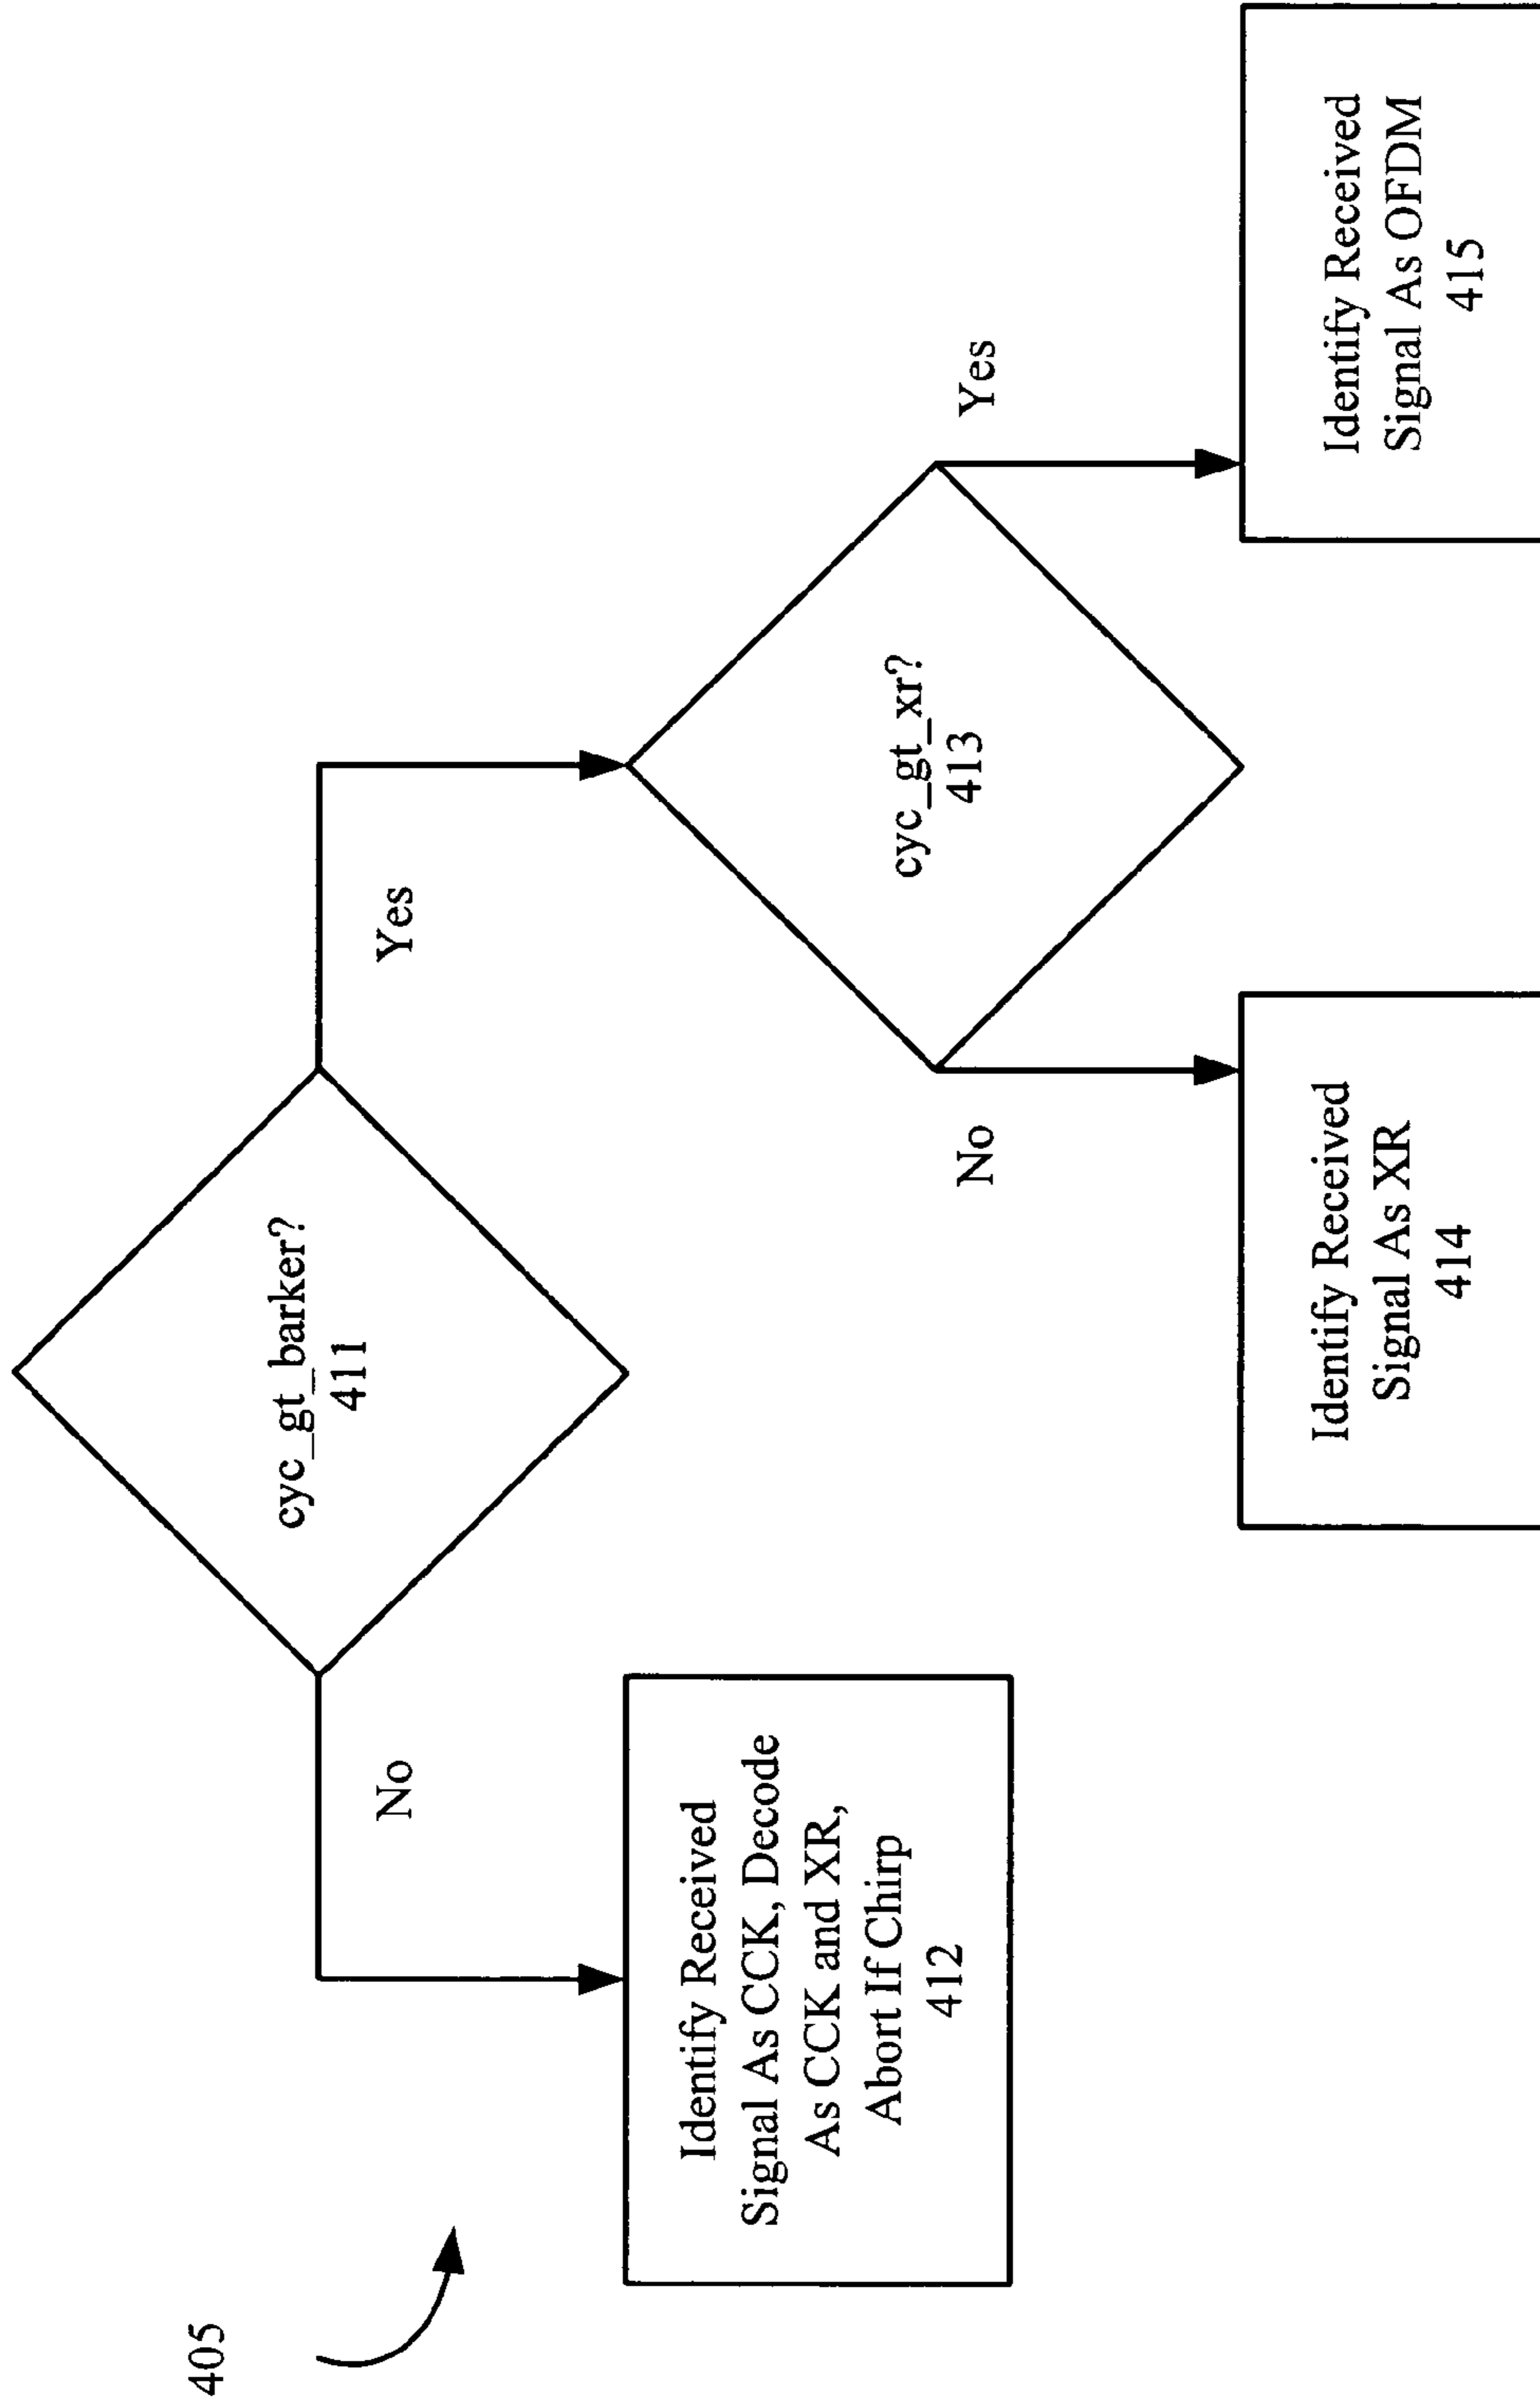 405
cyc_gt_barker?
411
No
Yes
Identify Received
Signal As CCK, Decode
As CCK and XR,
Abort If Chirp
412
cyc_gt_xr?
413
No
Yes
Identify Received
Signal As XR
414
Identify Received
Signal As OFDM
415